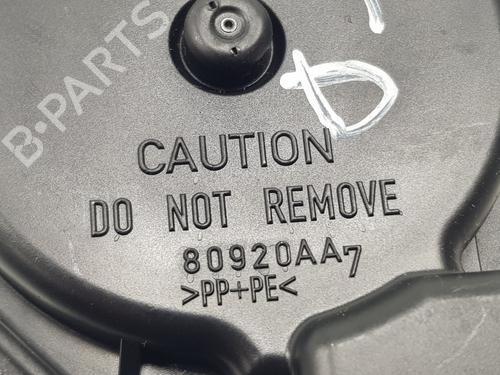 B-PARTS
CAUTION
DO NOT REMOVE
80920AA7
>PP+PE<